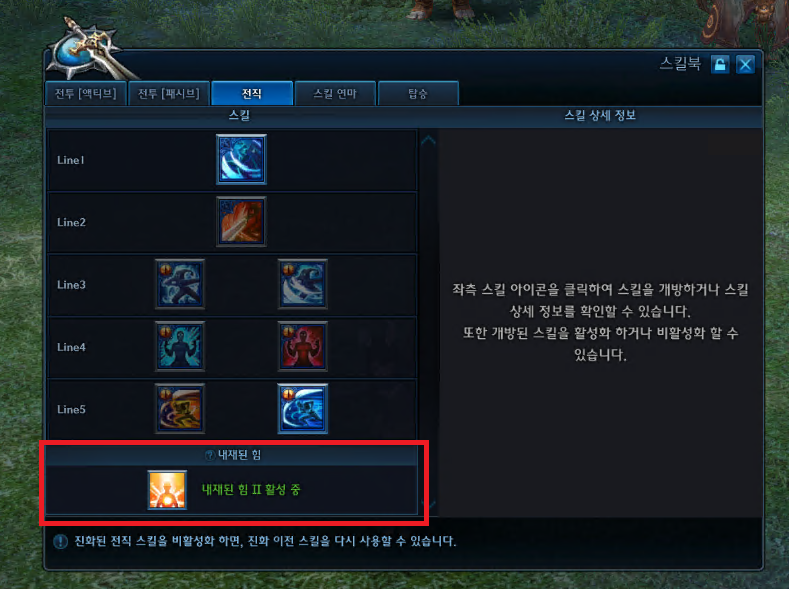 스킬북
전투 [액티브]
전투 [패시브]
전직
스킬 연마
탑승
스킬
스킬 상세 정보
Line1
Line2
Line3
Line4
Line5
좌측 스킬 아이콘을 클릭하여 스킬을 개방하거나 스킬
상세 정보를 확인할 수 있습니다.
또한 개방된 스킬을 활성화 하거나 비활성화 할 수
있습니다.
내재된 힘
내재된 힘 II 활성 중
진화된 전직 스킬을 비활성화 하면, 진화 이전 스킬을 다시 사용할 수 있습니다.